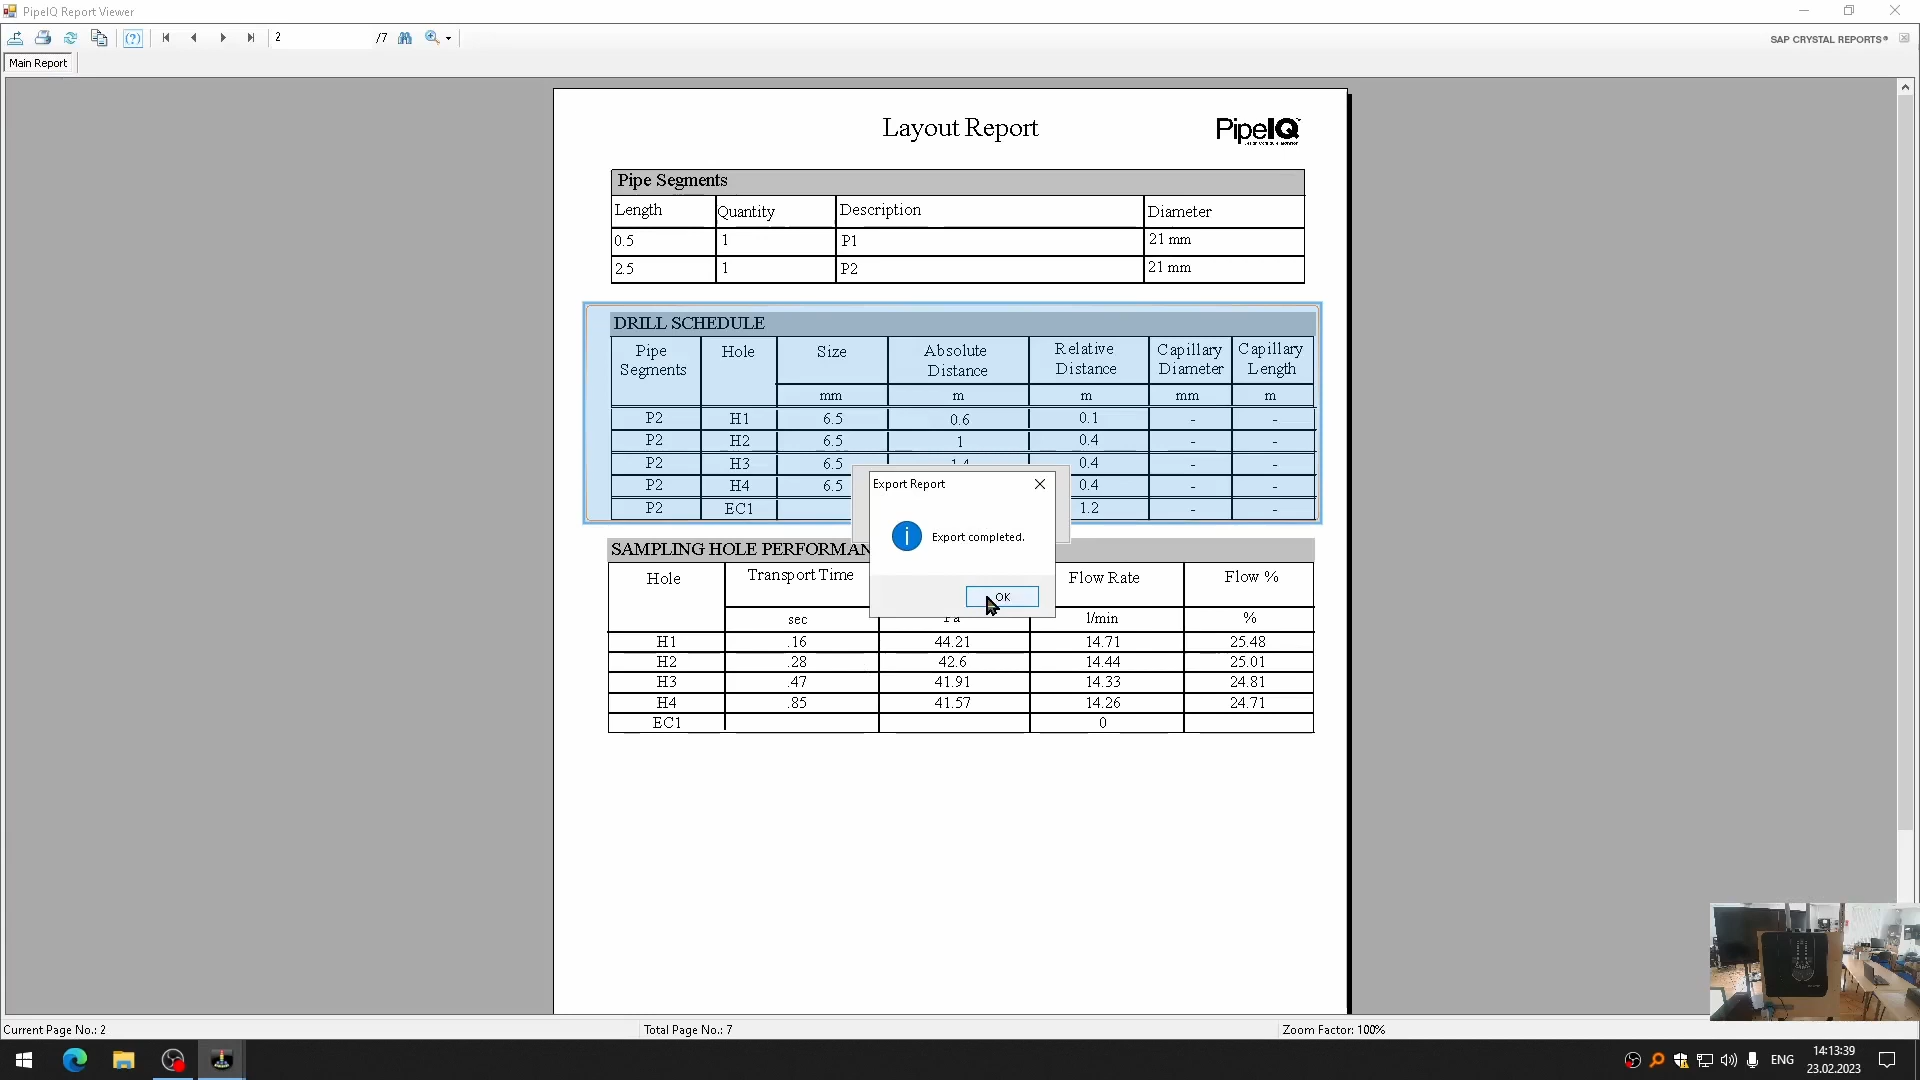 PipeIQ Report Viewer
2 /7
SAP CRYSTAL REPORTS®
Main Report
Layout Report
PipeIQ™
Pipe Segments
Length Quantity Description Diameter
0.5 1 P1 21 mm
2.5 1 P2 21 mm
DRILL SCHEDULE
Pipe Segments Hole Size Absolute Distance Relative Distance Capillary Diameter Capillary Length
mm m m mm m
P2 H1 6.5 0.6 0.1 - -
P2 H2 6.5 1 0.4 - -
P2 H3 6.5 1.4 0.4 - -
P2 H4 6.5 0.4 - -
P2 EC1 1.2 - -
Export Report
Export completed.
OK
SAMPLING HOLE PERFORMAN
Hole Transport Time Flow Rate Flow %
sec Pa l/min %
H1 .16 44.21 14.71 25.48
H2 .28 42.6 14.44 25.01
H3 .47 41.91 14.33 24.81
H4 .85 41.57 14.26 24.71
EC1 0
Current Page No.: 2 Total Page No.: 7 Zoom Factor: 100%
ENG 14:13:39
23.02.2023